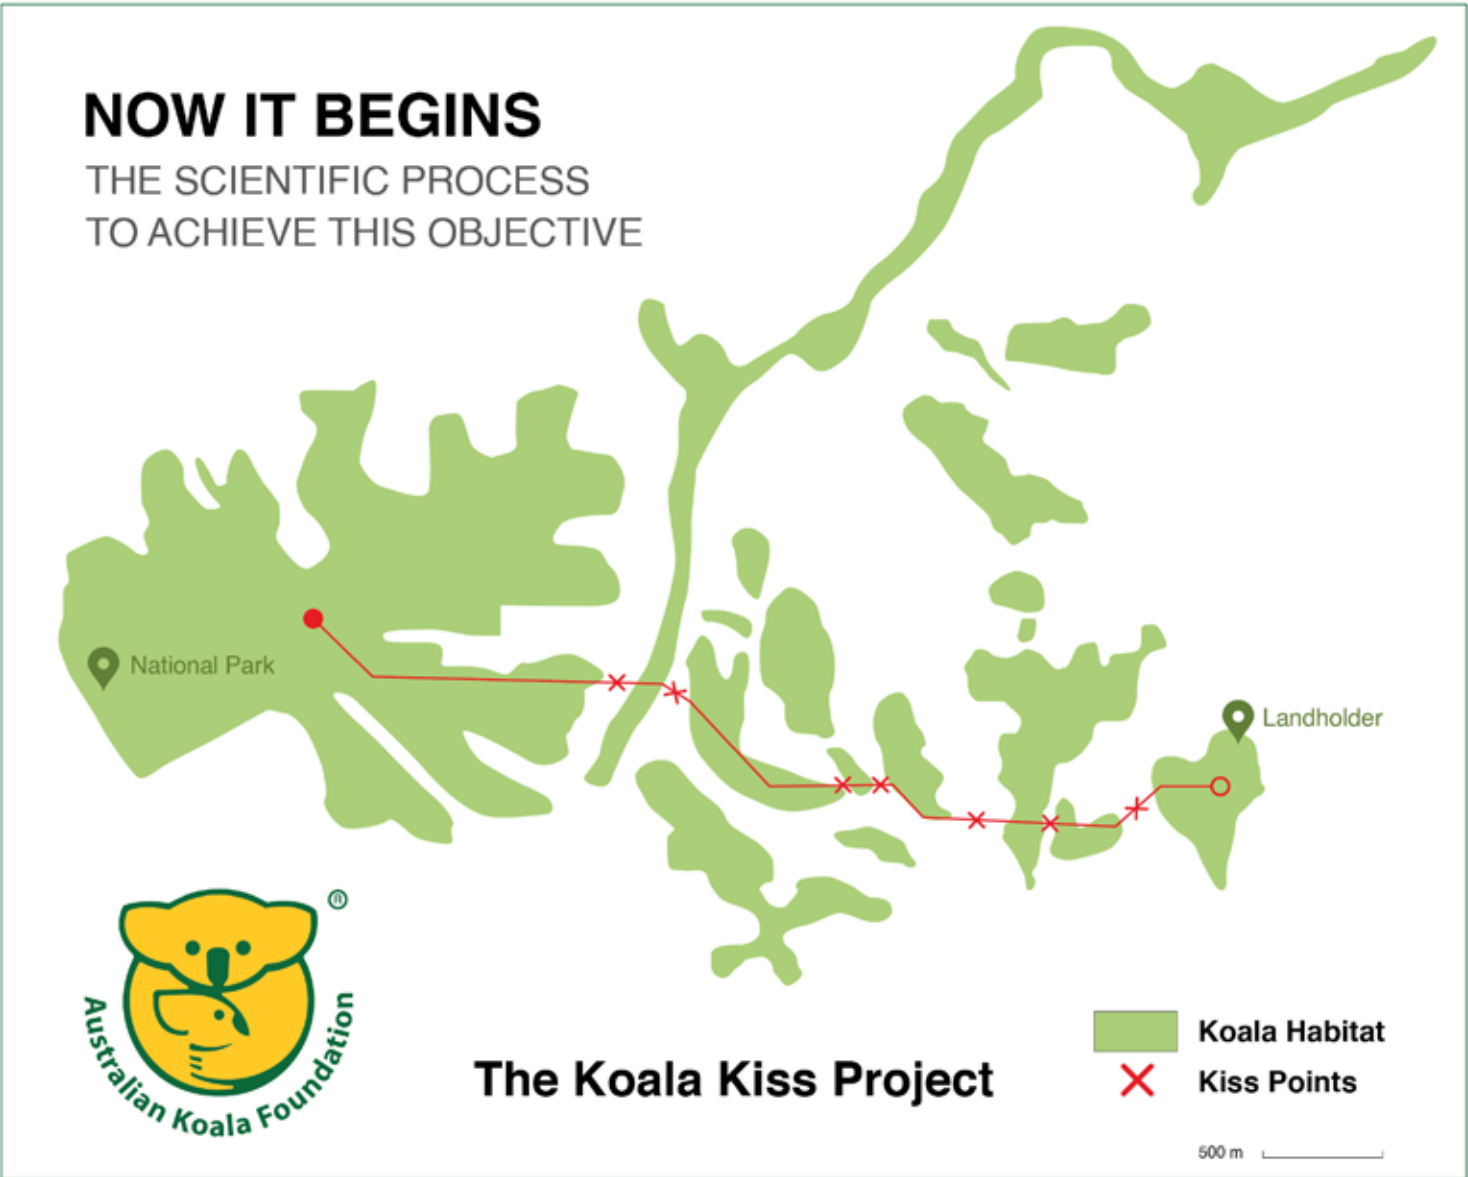 NOW IT BEGINS
THE SCIENTIFIC PROCESS
TO ACHIEVE THIS OBJECTIVE
National Park
Landholder
®
Australian Koala Foundation
The Koala Kiss Project
Koala Habitat
Kiss Points
500 m